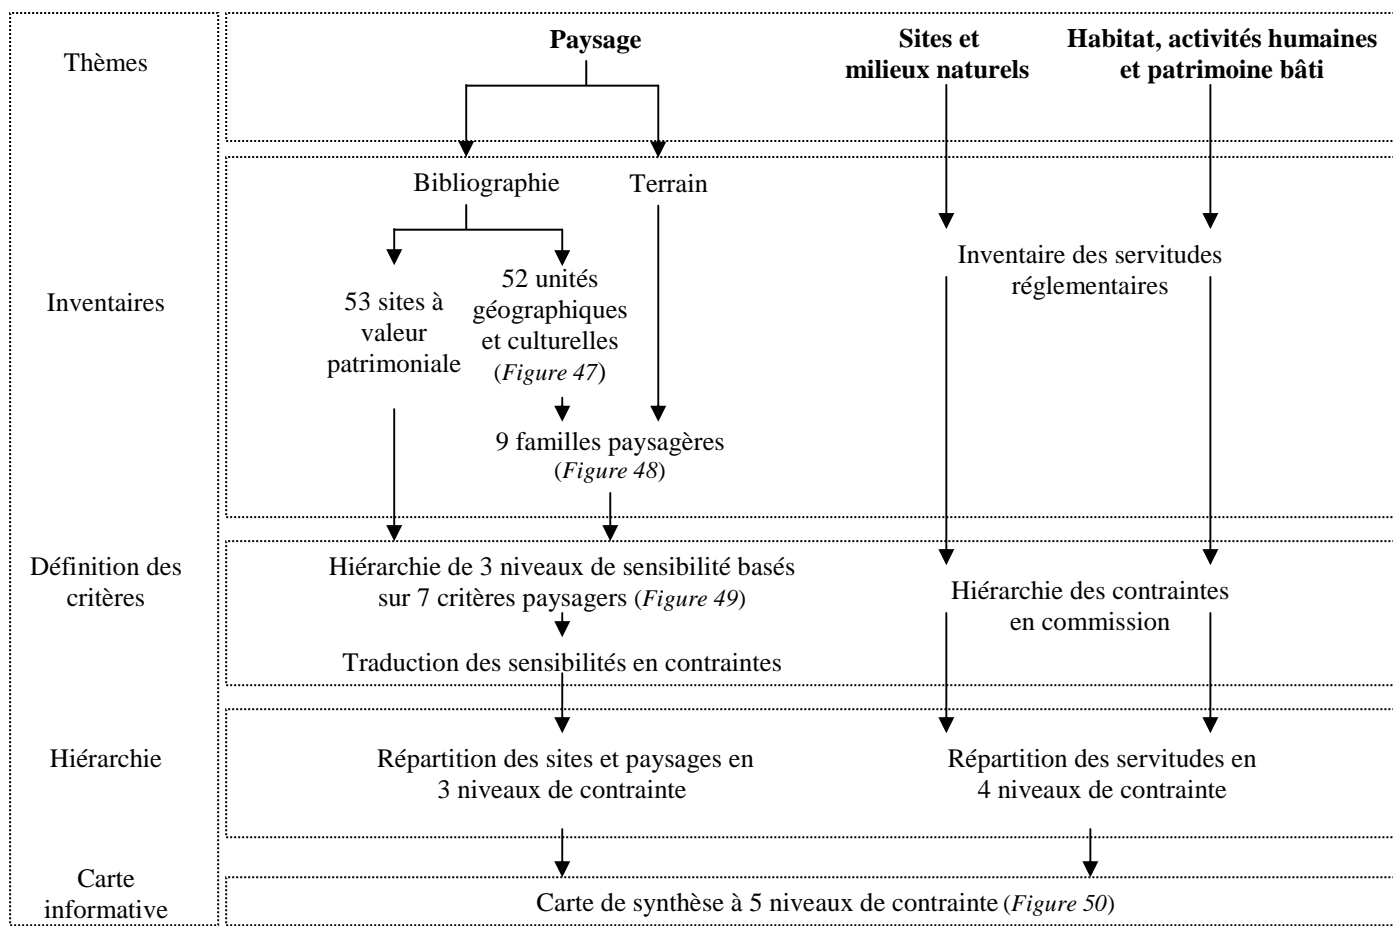 Thèmes
Paysage
Sites et
milieux naturels
Habitat, activités humaines
et patrimoine bâti
Inventaires
Bibliographie
Terrain
53 sites à
valeur
patrimoniale
52 unités
géographiques
et culturelles
(Figure 47)
9 familles paysagères
(Figure 48)
Inventaire des servitudes
réglementaires
Définition des
critères
Hiérarchie de 3 niveaux de sensibilité basés
sur 7 critères paysagers (Figure 49)
Traduction des sensibilités en contraintes
Hiérarchie des contraintes
en commission
Hiérarchie
Répartition des sites et paysages en
3 niveaux de contrainte
Répartition des servitudes en
4 niveaux de contrainte
Carte
informative
Carte de synthèse à 5 niveaux de contrainte (Figure 50)